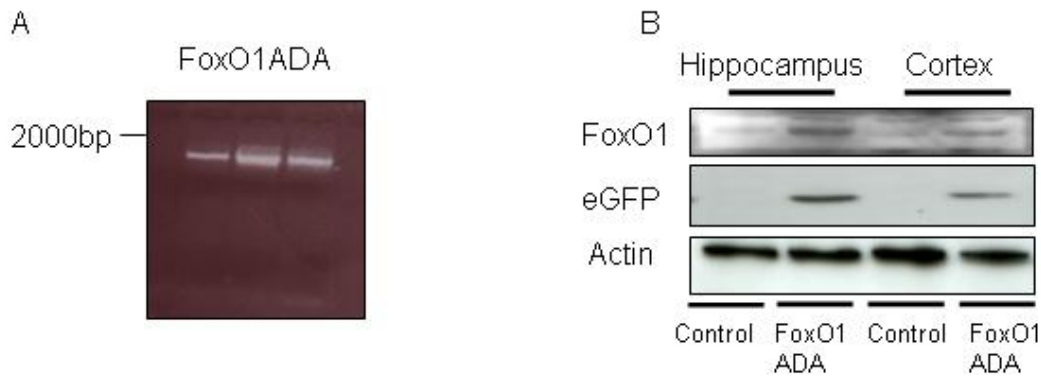 A
FoxO1ADA
2000bp
B
Hippocampus Cortex
FoxO1
eGFP
Actin
Control FoxO1 Control FoxO1
ADA ADA